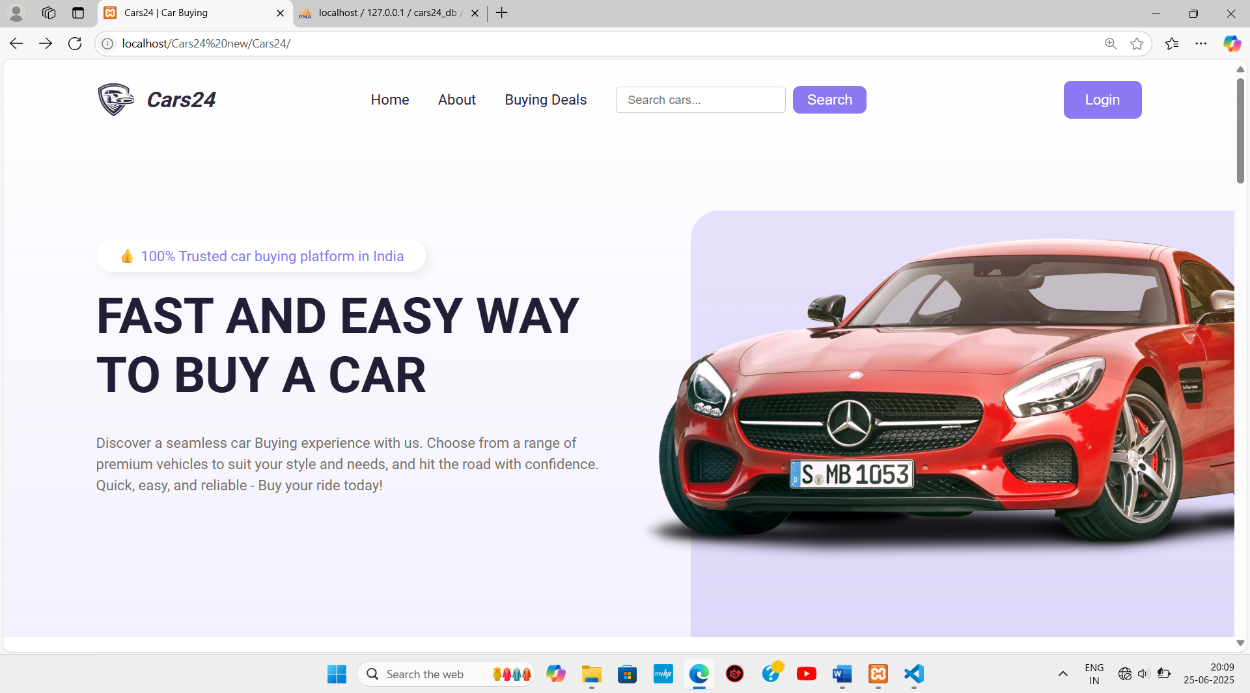 Cars24 | Car Buying
localhost / 127.0.0.1 / cars24_db /
localhost/Cars24%20new/Cars24/
Cars24
Home
About
Buying Deals
Search cars...
Search
Login
👍 100% Trusted car buying platform in India
FAST AND EASY WAY
TO BUY A CAR
Discover a seamless car Buying experience with us. Choose from a range of
premium vehicles to suit your style and needs, and hit the road with confidence.
Quick, easy, and reliable - Buy your ride today!
S MB 1053
Search the web
ENG
IN
20:09
25-06-2025